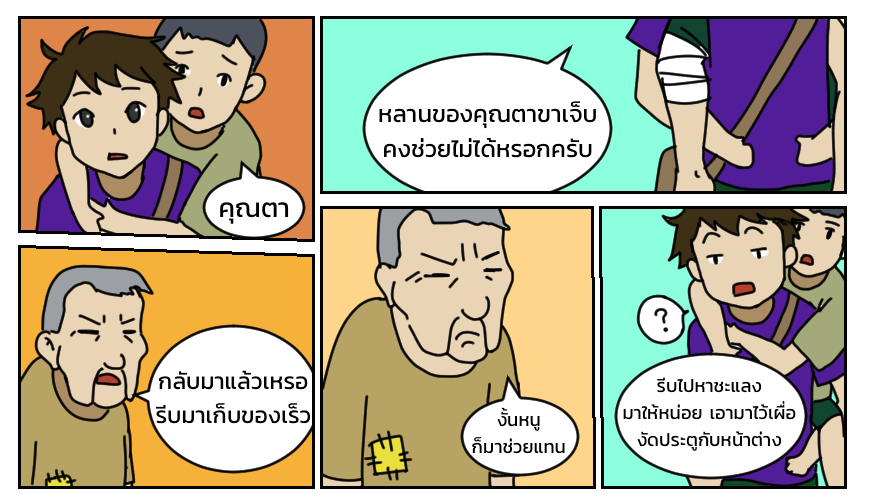 คุณตา
กลับมาแล้วเหรอ
รีบมาเก็บของเร็ว
หลานของคุณตาขาเจ็บ
คงช่วยไม่ได้หรอกครับ
งั้นหนู
ก็มาช่วยแทน
?
รีบไปหาชะแลง
มาให้หน่อย เอามาไว้เผื่อ
งัดประตูกับหน้าต่าง